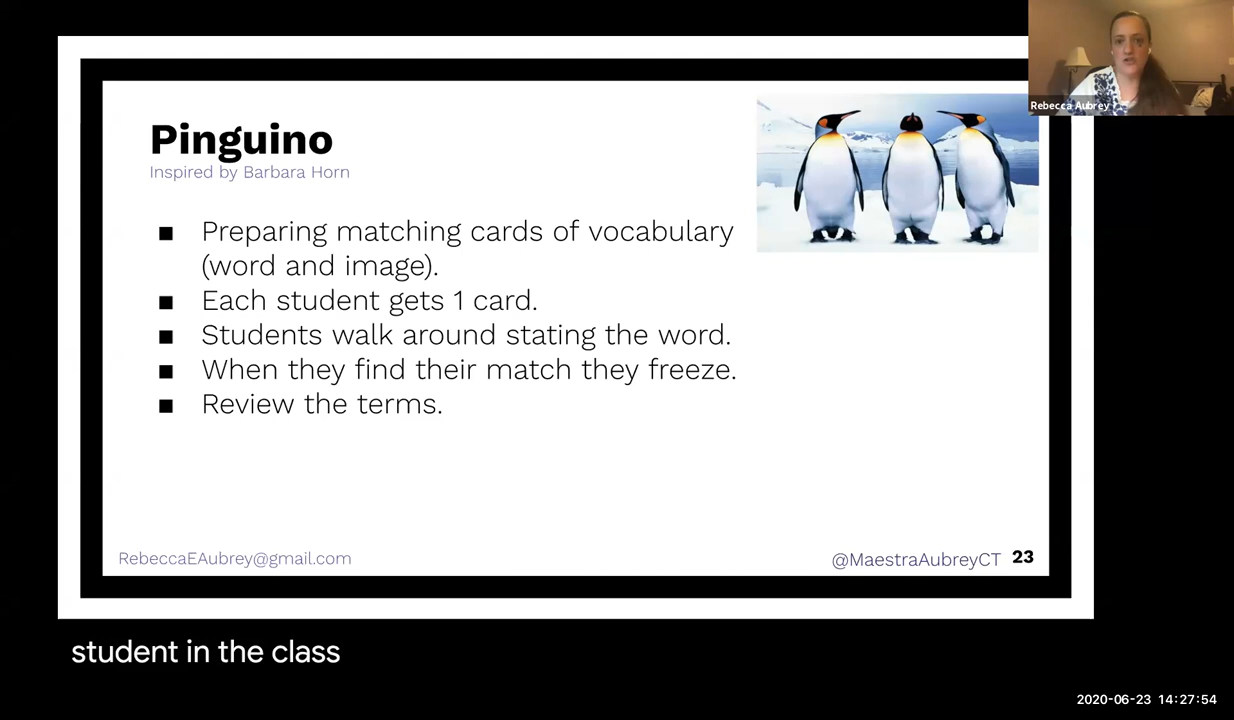 Rebecca Aubrey
Pinguino
Inspired by Barbara Horn
■ Preparing matching cards of vocabulary
(word and image).
■ Each student gets 1 card.
■ Students walk around stating the word.
■ When they find their match they freeze.
■ Review the terms.
RebeccaEAubrey@gmail.com
@MaestraAubreyCT 23
student in the class
2020-06-23 14:27:54